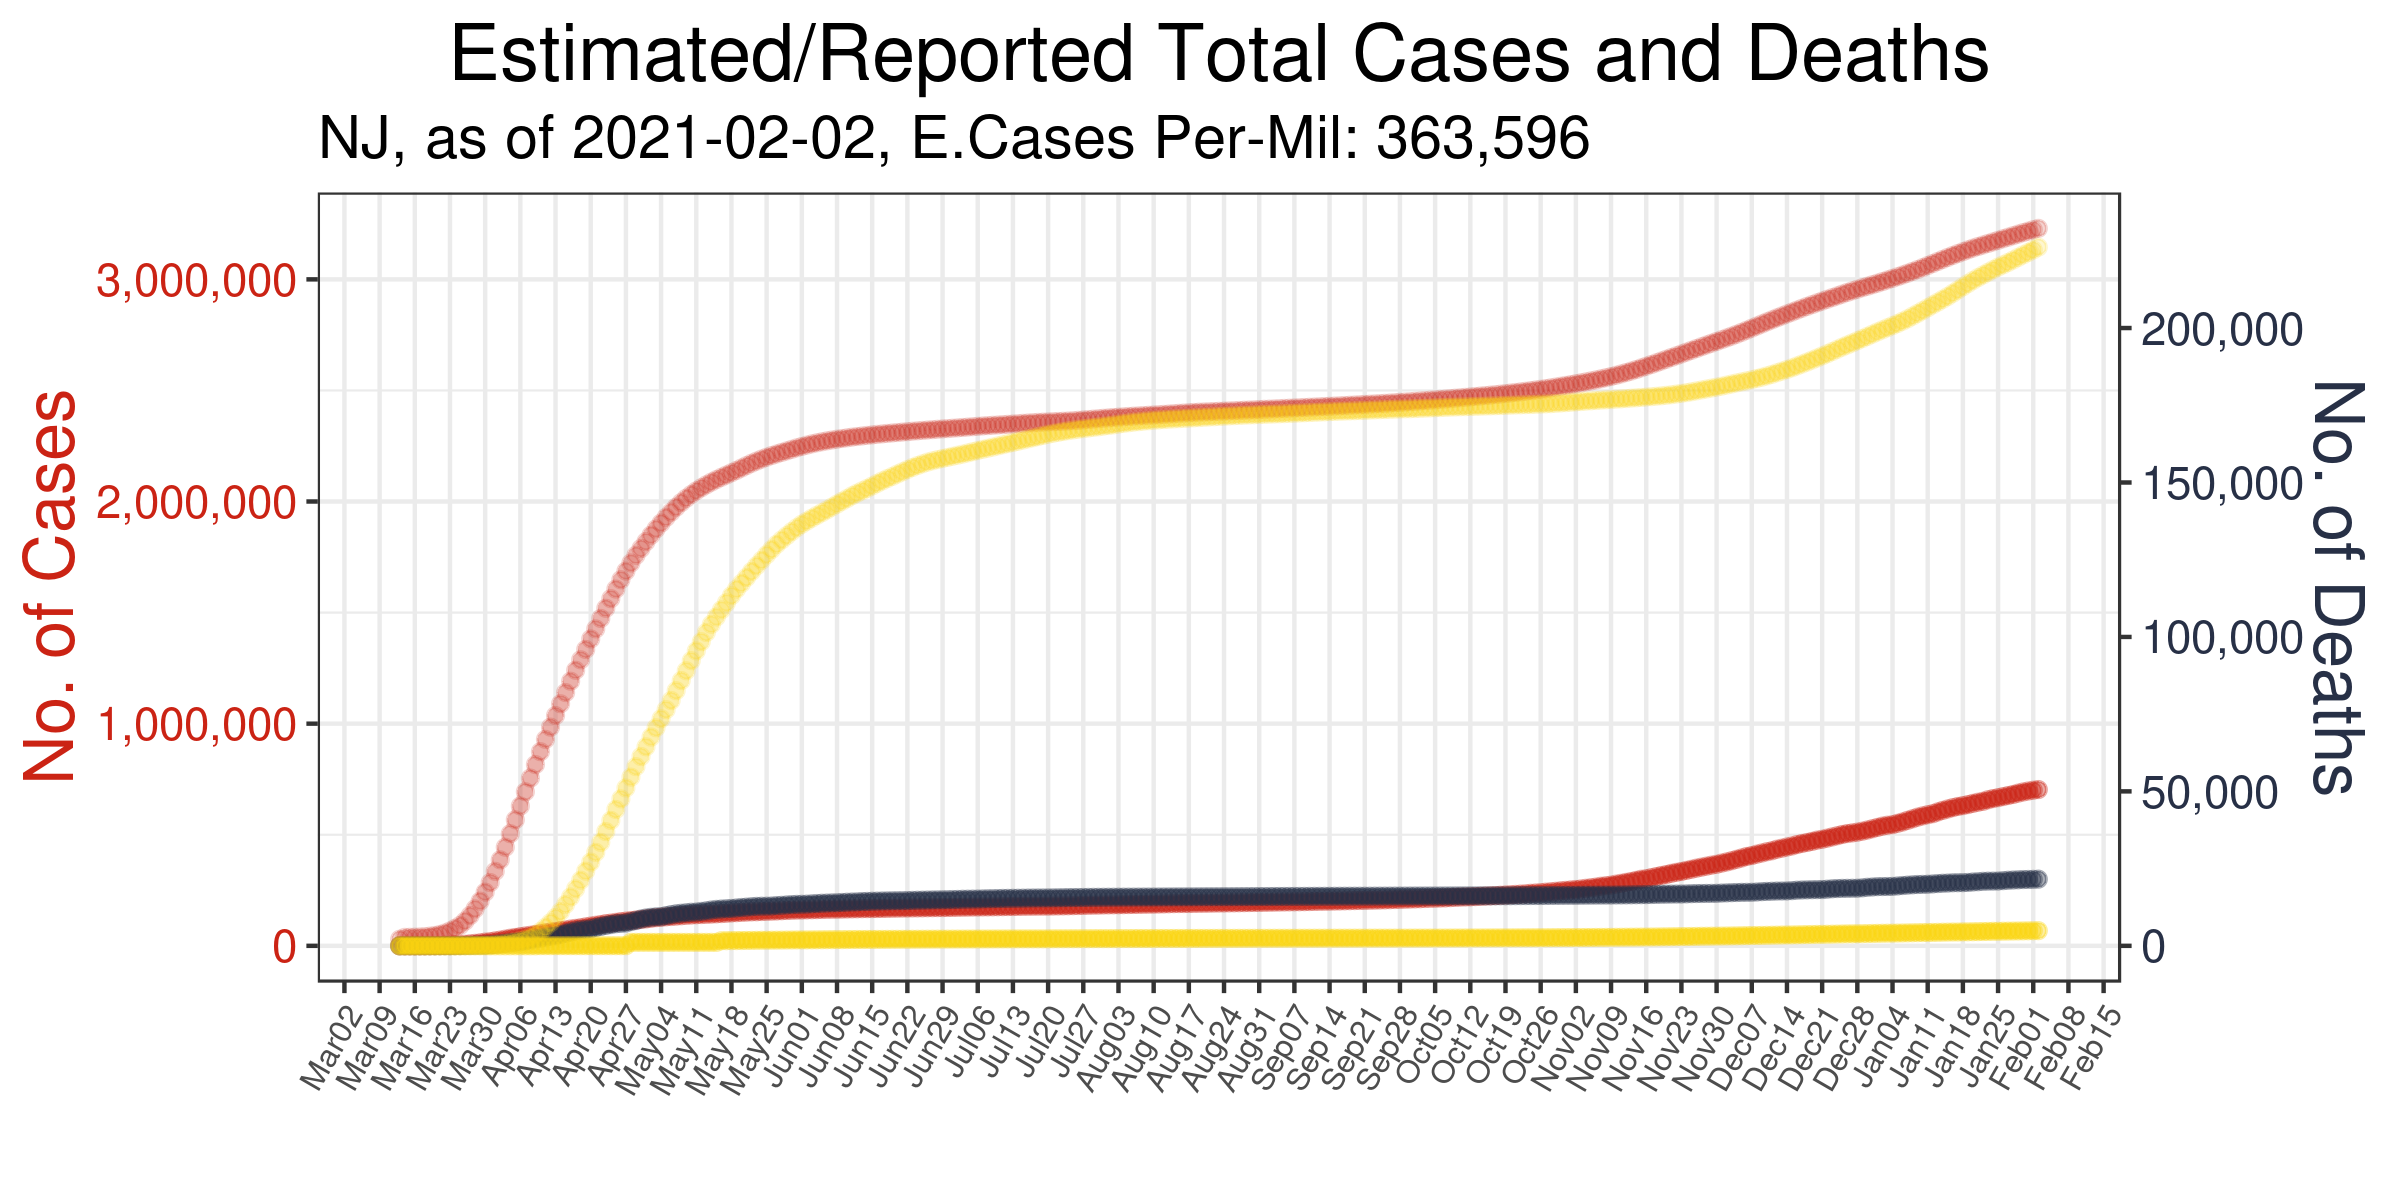 Estimated/Reported Total Cases and Deaths
NJ, as of 2021-02-02, E.Cases Per-Mil: 363,596
No. of Cases
3,000,000
2,000,000
1,000,000
0
200,000
150,000
100,000
50,000
0
No. of Deaths
Mar02 Mar09 Mar16 Mar23 Mar30 Apr06 Apr13 Apr20 Apr27 May04 May11 May18 May25 Jun01 Jun08 Jun15 Jun22 Jun29 Jul06 Jul13 Jul20 Jul27 Aug03 Aug10 Aug17 Aug24 Aug31 Sep07 Sep14 Sep21 Sep28 Oct05 Oct12 Oct19 Oct26 Nov02 Nov09 Nov16 Nov23 Nov30 Dec07 Dec14 Dec21 Dec28 Jan04 Jan11 Jan18 Jan25 Feb01 Feb08 Feb15